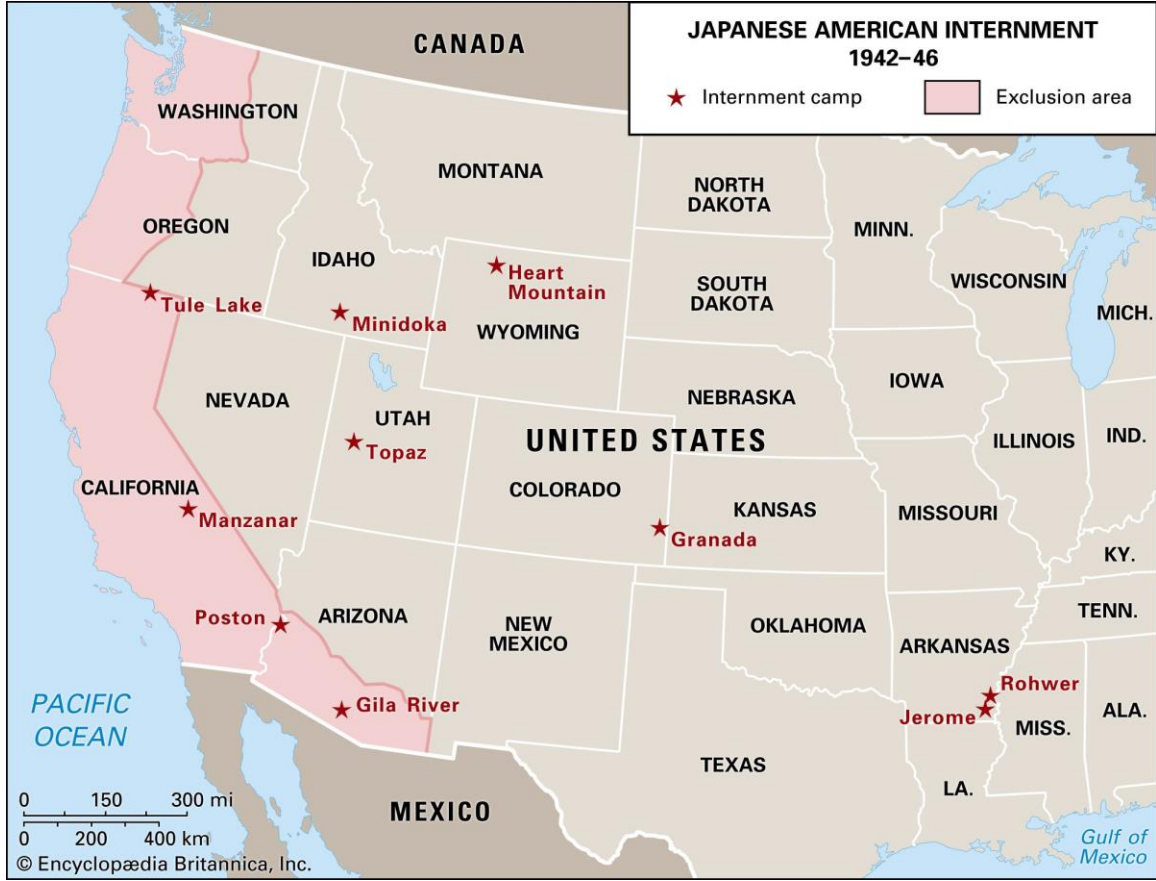 JAPANESE AMERICAN INTERNMENT
1942–46
Internment camp
Exclusion area
CANADA
WASHINGTON
MONTANA
NORTH
DAKOTA
MINN.
OREGON
IDAHO
Heart
Mountain
SOUTH
DAKOTA
WISCONSIN
MICH.
Tule Lake
Minidoka
WYOMING
IOWA
NEVADA
UTAH
NEBRASKA
Topaz
UNITED STATES
ILLINOIS
IND.
CALIFORNIA
COLORADO
KANSAS
MISSOURI
Manzanar
Granada
KY.
Poston
ARIZONA
NEW
MEXICO
OKLAHOMA
TENN.
ARKANSAS
Rohwer
Gila River
Jerome
MISS.
ALA.
PACIFIC
OCEAN
TEXAS
LA.
MEXICO
0 150 300 mi
0 200 400 km
Gulf of
Mexico
© Encyclopædia Britannica, Inc.